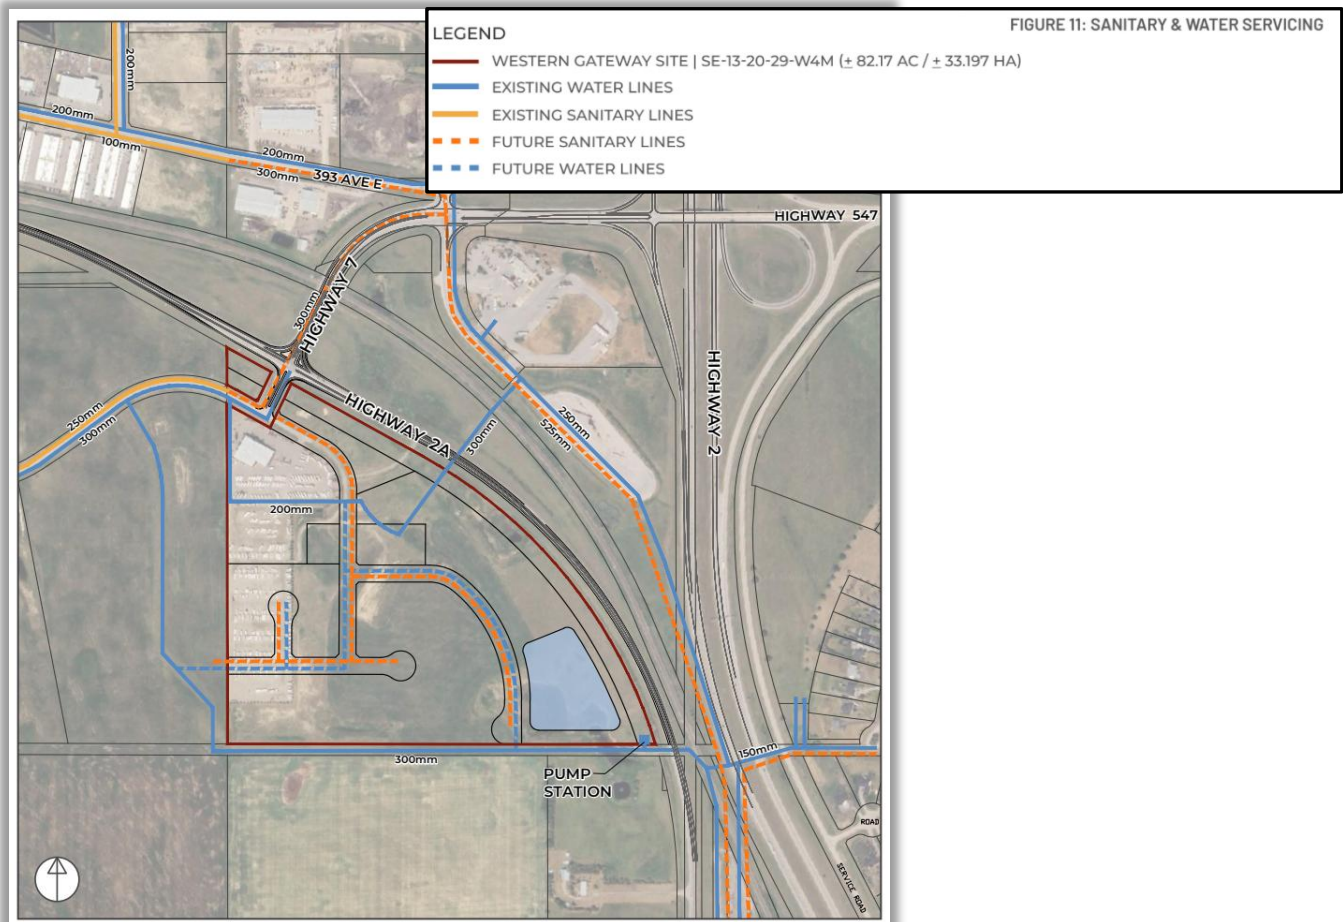 FIGURE 11: SANITARY & WATER SERVICING
LEGEND
WESTERN GATEWAY SITE | SE-13-20-29-W4M (± 82.17 AC / ± 33.197 HA)
EXISTING WATER LINES
EXISTING SANITARY LINES
FUTURE SANITARY LINES
FUTURE WATER LINES
200mm
200mm
100mm
200mm
300mm
393 AVE E
HIGHWAY 547
300mm
HIGHWAY 7
HIGHWAY 2A
HIGHWAY 2
250mm
300mm
250mm
525mm
300mm
200mm
300mm
150mm
PUMP
STATION
ROAD
SERVICE ROAD